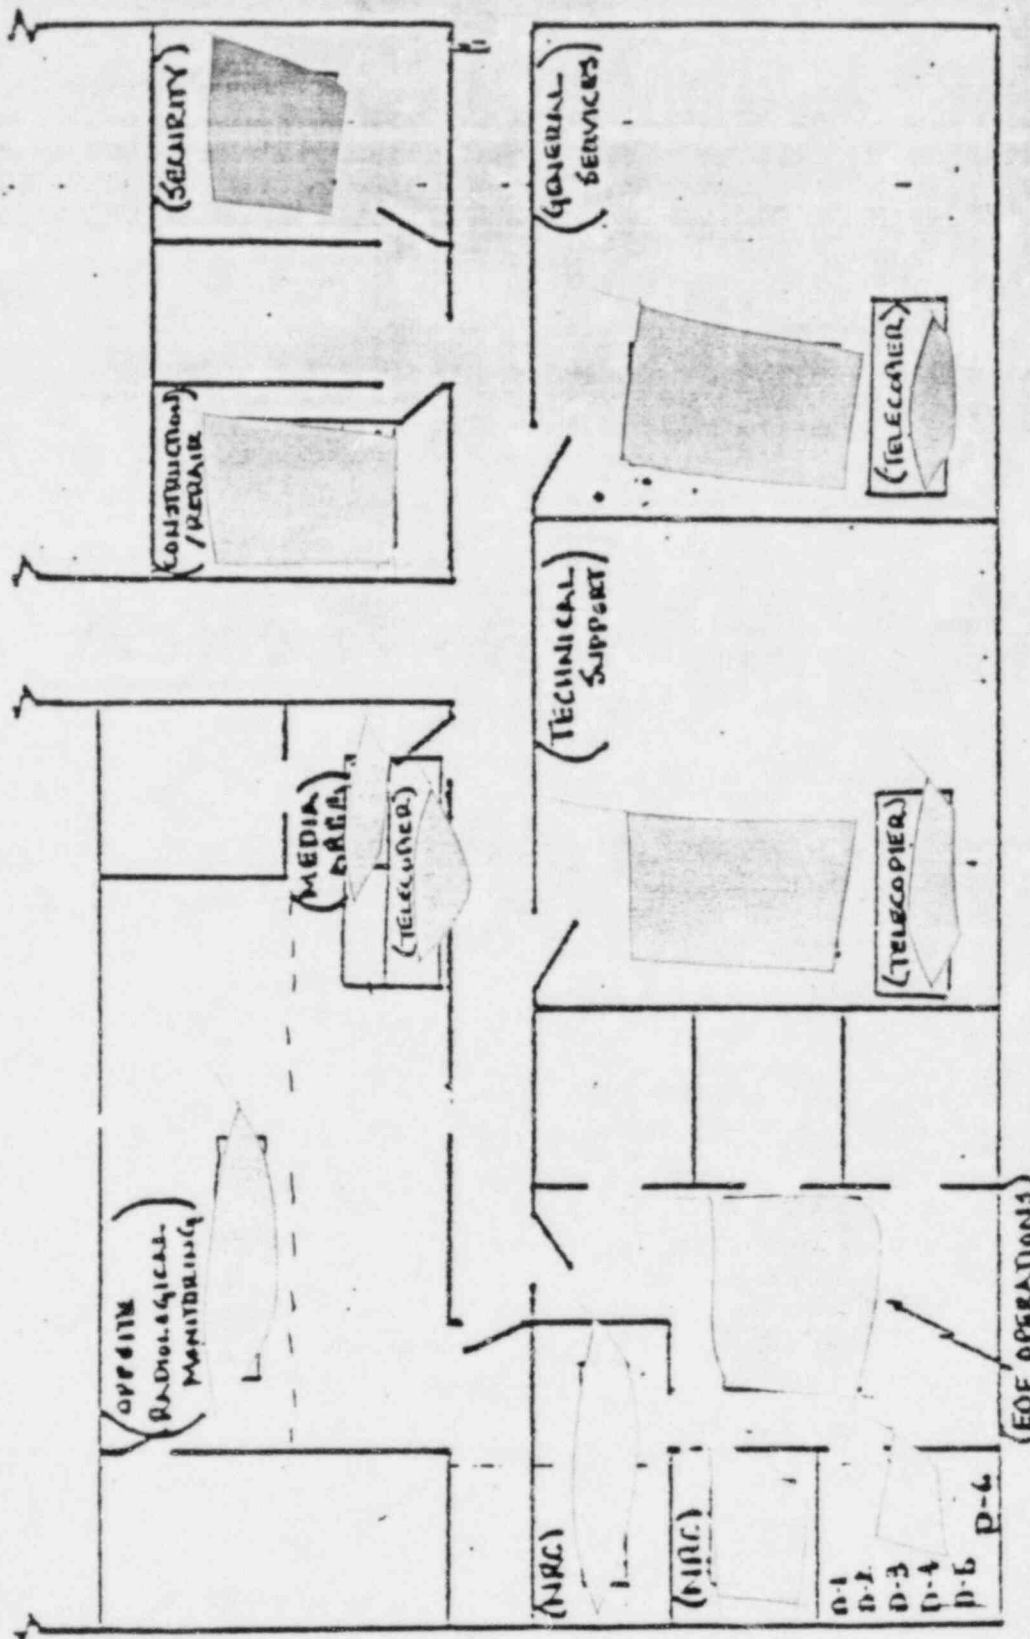 (SECURITY)
(CONSTRUCTION
/REPAIR)
(MEDIA
AREA)
(TELECOPIER)
(OFFSITE
RADIOLOGICAL
MONITORING)
(GENERAL
SERVICES)
(TELECOPIER)
(TECHNICAL
SUPPORT)
(TELECOPIER)
(NRC)
(NRC)
D-1
D-2
D-3
D-4
D-5
D-6
(EOF OPERATIONS)